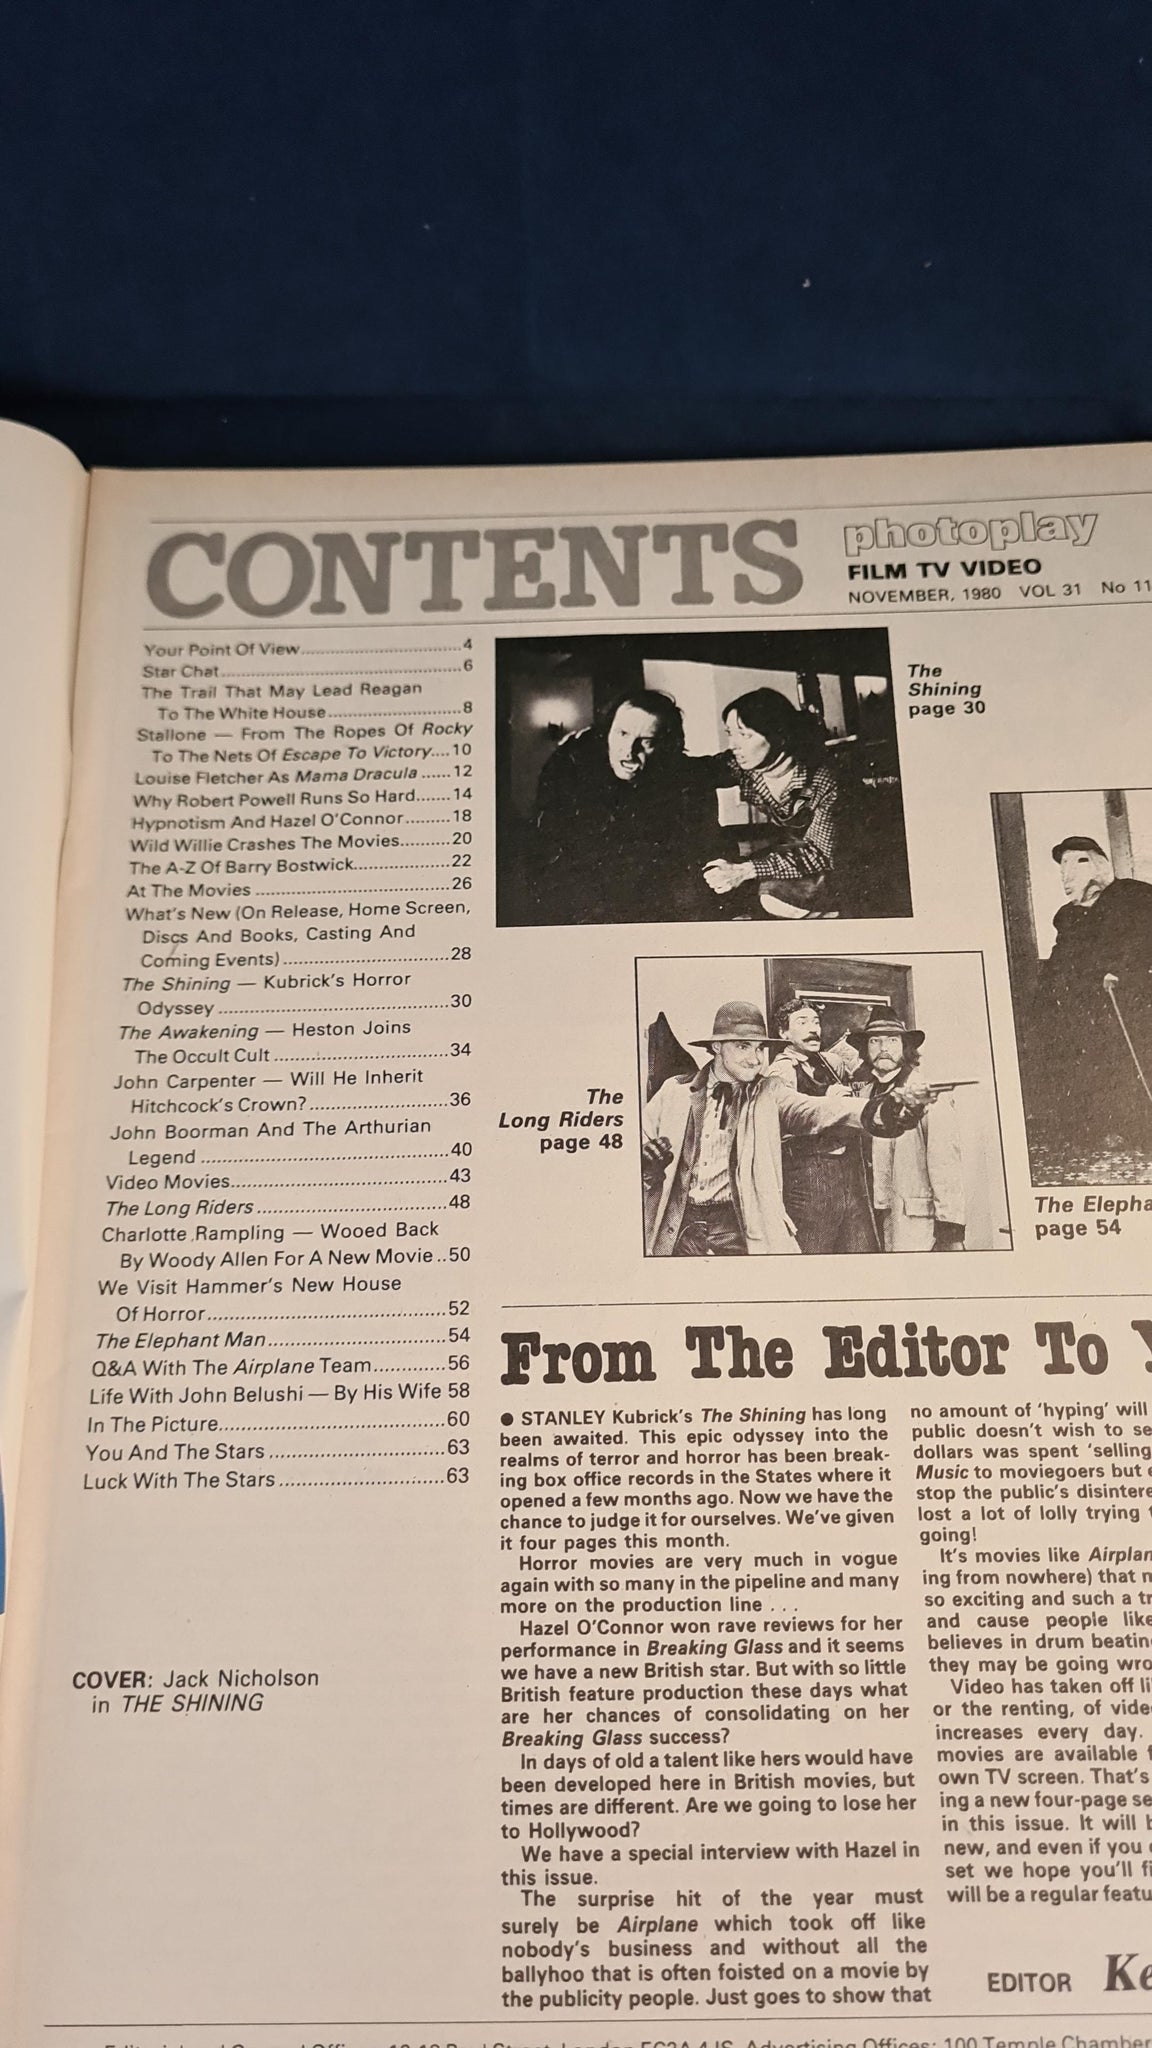 CONTENTS
photoplay
FILM TV VIDEO
NOVEMBER, 1980 VOL 31 No 11
Your Point Of View..................................4
Star Chat..................................................6
The Trail That May Lead Reagan
To The White House............................8
Stallone — From The Ropes Of Rocky
To The Nets Of Escape To Victory....10
Louise Fletcher As Mama Dracula ......12
Why Robert Powell Runs So Hard.......14
Hypnotism And Hazel O'Connor.........18
Wild Willie Crashes The Movies..........20
The A-Z Of Barry Bostwick..................22
At The Movies .....................................26
What's New (On Release, Home Screen,
Discs And Books, Casting And
Coming Events)..............................28
The Shining — Kubrick's Horror
Odyssey .........................................30
The Awakening — Heston Joins
The Occult Cult ...............................34
John Carpenter — Will He Inherit
Hitchcock's Crown?.........................36
John Boorman And The Arthurian
Legend ...........................................40
Video Movies......................................43
The Long Riders..................................48
Charlotte Rampling — Wooed Back
By Woody Allen For A New Movie..50
We Visit Hammer's New House
Of Horror........................................52
The Elephant Man...............................54
Q&A With The Airplane Team.............56
Life With John Belushi — By His Wife 58
In The Picture......................................60
You And The Stars ..............................63
Luck With The Stars ............................63
COVER: Jack Nicholson
in THE SHINING
The
Shining
page 30
The
Long Riders
page 48
The
page 54
From The Editor To
● STANLEY Kubrick's The Shining has long
been awaited. This epic odyssey into the
realms of terror and horror has been break-
ing box office records in the States where it
opened a few months ago. Now we have the
chance to judge it for ourselves. We've given
it four pages this month.
Horror movies are very much in vogue
again with so many in the pipeline and many
more on the production line . . .
Hazel O'Connor won rave reviews for her
performance in Breaking Glass and it seems
we have a new British star. But with so little
British feature production these days what
are her chances of consolidating on her
Breaking Glass success?
In days of old a talent like hers would have
been developed here in British movies, but
times are different. Are we going to lose her
to Hollywood?
We have a special interview with Hazel in
this issue.
The surprise hit of the year must
surely be Airplane which took off like
nobody's business and without all the
ballyhoo that is often foisted on a movie by
the publicity people. Just goes to show that
no amount of 'hyping' will
public doesn't wish to
dollars was spent 'selling
Music to moviegoers but
stop the public's
lost a lot of lolly trying
going!
It's movies like
ing from nowhere) that
so exciting and such a
and cause people like
believes in drum
they may be going
Video has taken off
or the renting, of
increases every day.
movies are available
own TV screen. That's
ing a new four-page
in this issue. It will
new, and even if you
set we hope you'll
will be a regular
EDITOR
Advertising Offices: 100 Temple